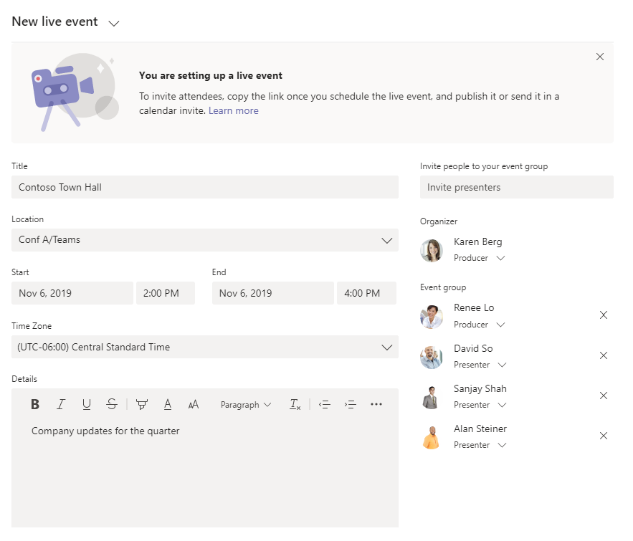 New live event
You are setting up a live event
To invite attendees, copy the link once you schedule the live event, and publish it or send it in a
calendar invite. Learn more
Title
Contoso Town Hall
Location
Conf A/Teams
Start
End
Nov 6, 2019
2:00 PM
Nov 6, 2019
4:00 PM
Time Zone
(UTC-06:00) Central Standard Time
Details
B I U S A AA Paragraph Tx
Company updates for the quarter
Invite people to your event group
Invite presenters
Organizer
Karen Berg
Producer
Event group
Renee Lo
Producer
David So
Presenter
Sanjay Shah
Presenter
Alan Steiner
Presenter